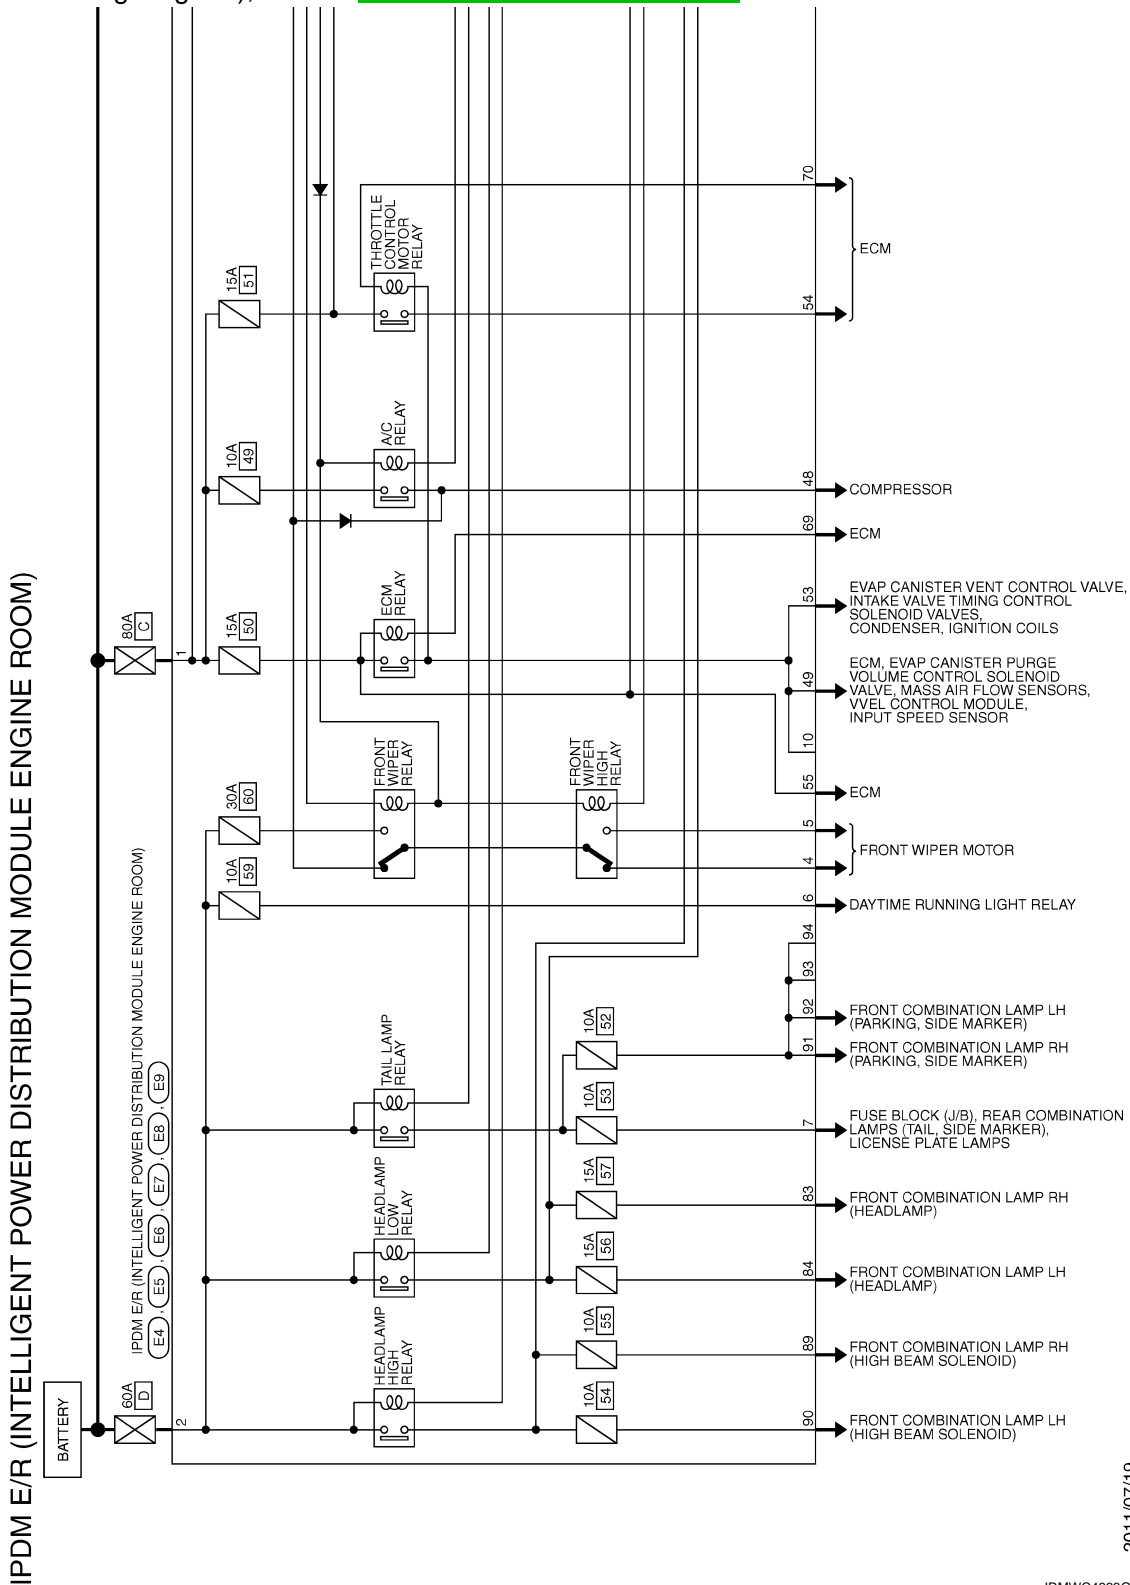 IPDM E/R (INTELLIGENT POWER DISTRIBUTION MODULE ENGINE ROOM)
BATTERY
60A
D
80A
C
IPDM E/R (INTELLIGENT POWER DISTRIBUTION MODULE ENGINE ROOM)
E4 , E5 , E6 , E7 , E8 , E9
2
1
15A
51
10A
49
15A
50
30A
60
10A
59
THROTTLE
CONTROL
MOTOR
RELAY
A/C
RELAY
ECM
RELAY
FRONT
WIPER
RELAY
FRONT
WIPER
HIGH
RELAY
TAIL LAMP
RELAY
HEADLAMP
LOW
RELAY
HEADLAMP
HIGH
RELAY
10A
52
10A
53
15A
57
15A
56
10A
55
10A
54
70
54
ECM
48
COMPRESSOR
69
ECM
53
EVAP CANISTER VENT CONTROL VALVE,
INTAKE VALVE TIMING CONTROL
SOLENOID VALVES,
CONDENSER, IGNITION COILS
49
ECM, EVAP CANISTER PURGE
VOLUME CONTROL SOLENOID
VALVE, MASS AIR FLOW SENSORS,
VVEL CONTROL MODULE,
INPUT SPEED SENSOR
10
55
ECM
5
4
FRONT WIPER MOTOR
6
DAYTIME RUNNING LIGHT RELAY
94
93
92
FRONT COMBINATION LAMP LH
(PARKING, SIDE MARKER)
91
FRONT COMBINATION LAMP RH
(PARKING, SIDE MARKER)
7
FUSE BLOCK (J/B), REAR COMBINATION
LAMPS (TAIL, SIDE MARKER),
LICENSE PLATE LAMPS
83
FRONT COMBINATION LAMP RH
(HEADLAMP)
84
FRONT COMBINATION LAMP LH
(HEADLAMP)
89
FRONT COMBINATION LAMP RH
(HIGH BEAM SOLENOID)
90
FRONT COMBINATION LAMP LH
(HIGH BEAM SOLENOID)
2011/07/19